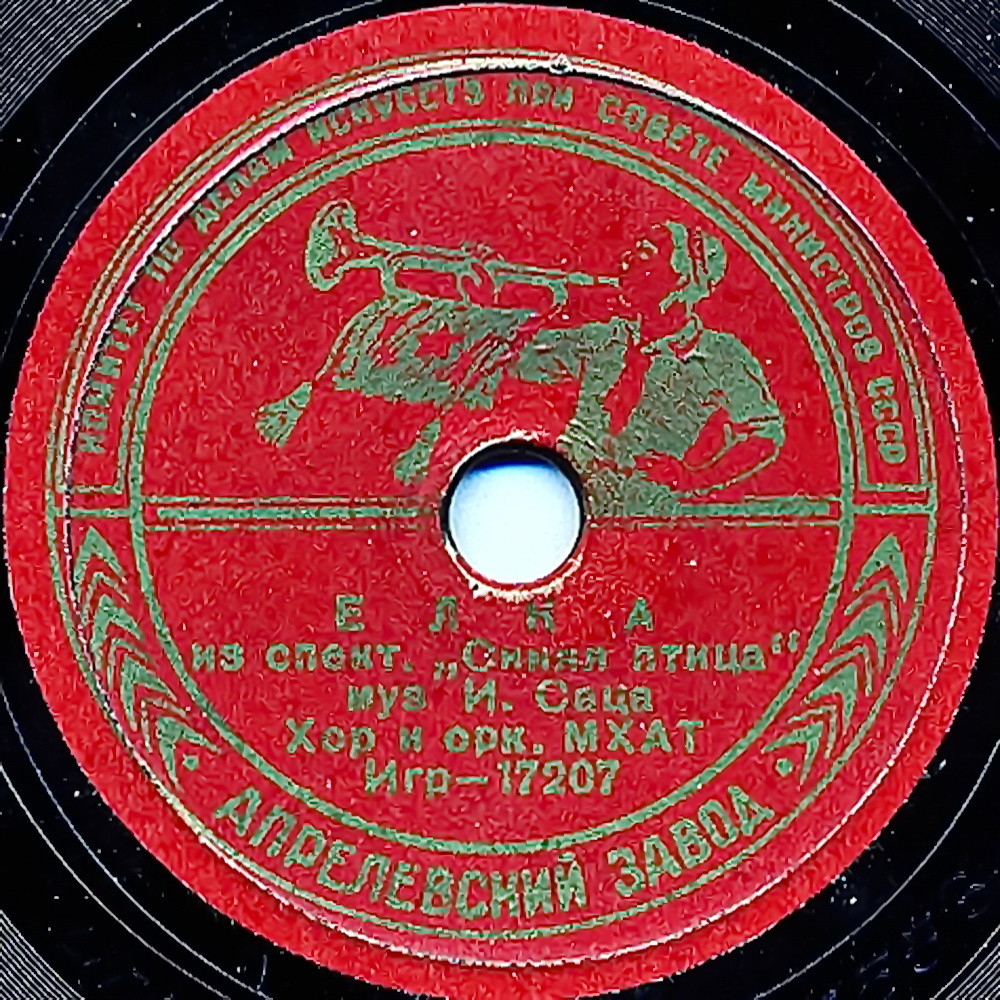 КОМИТЕТ ПО ДЕЛАМ ИСКУССТВ ПРИ СОВЕТЕ МИНИСТРОВ СССР
ЕЛКА
из спект. „Синяя птица“
муз И. Саца
Хор и орк. МХАТ
Игр—17207
АПРЕЛЕВСКИЙ ЗАВОД